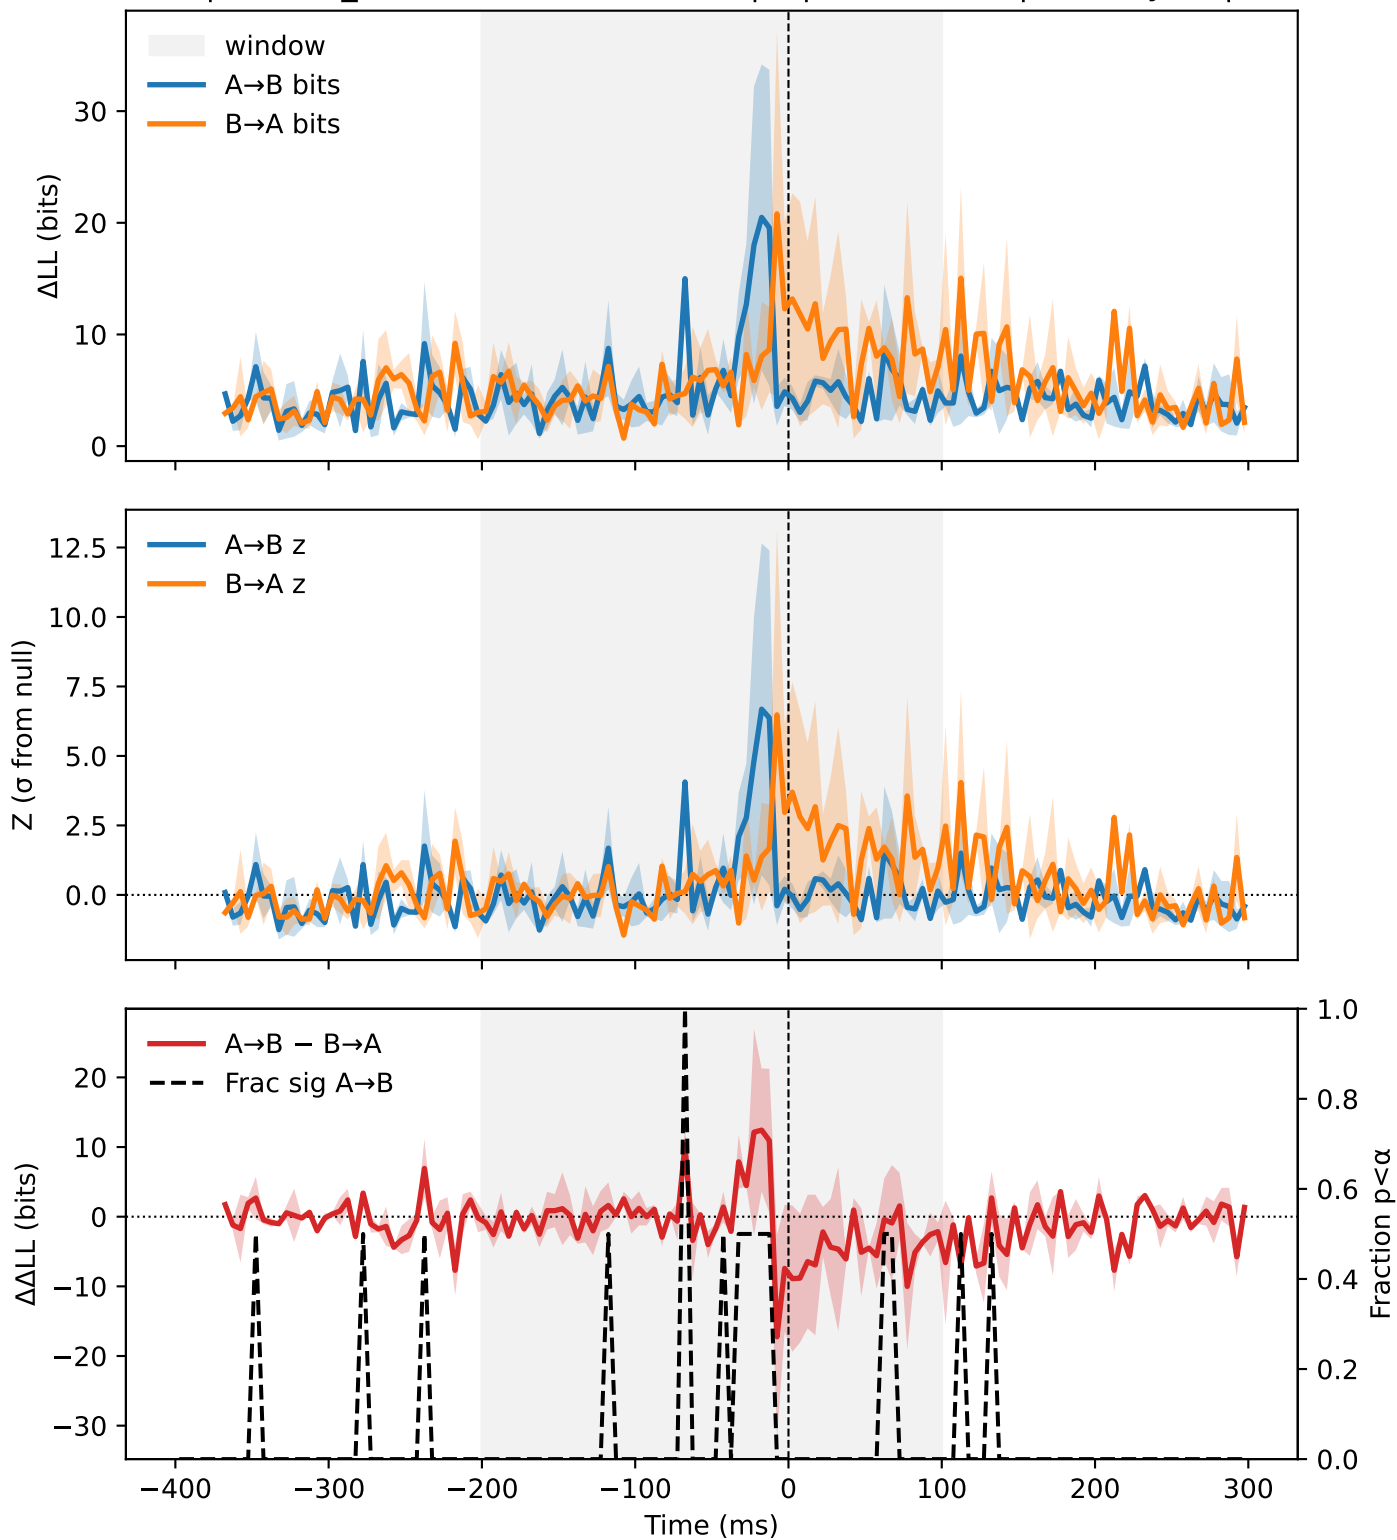 window
A→B bits
B→A bits
ΔLL (bits)
30
20
10
0
A→B z
B→A z
Z (σ from null)
12.5
10.0
7.5
5.0
2.5
0.0
A→B − B→A
Frac sig A→B
ΔΔLL (bits)
20
10
0
−10
−20
−30
1.0
0.8
0.6
0.4
0.2
0.0
Fraction p<α
−400
−300
−200
−100
0
100
200
300
Time (ms)